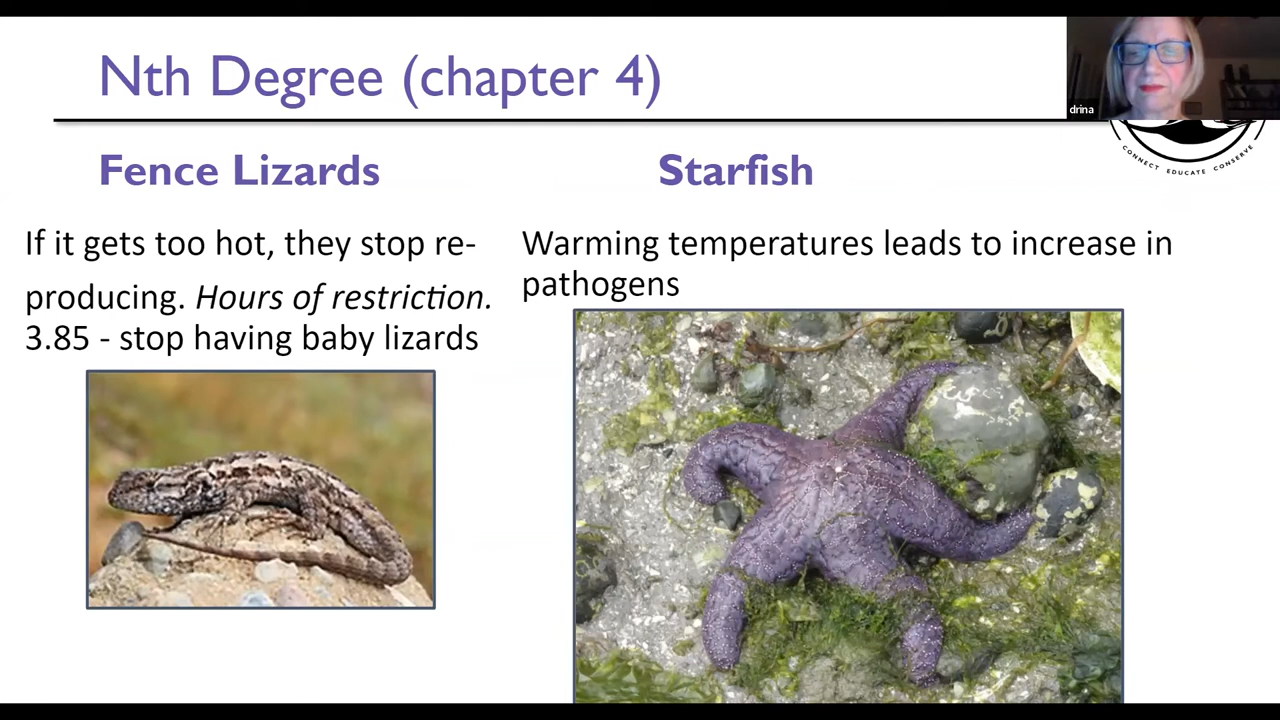 Nth Degree (chapter 4)
drina
CONNECT EDUCATE CONSERVE
Fence Lizards
Starfish
If it gets too hot, they stop re-
producing. Hours of restriction.
3.85 - stop having baby lizards
Warming temperatures leads to increase in
pathogens